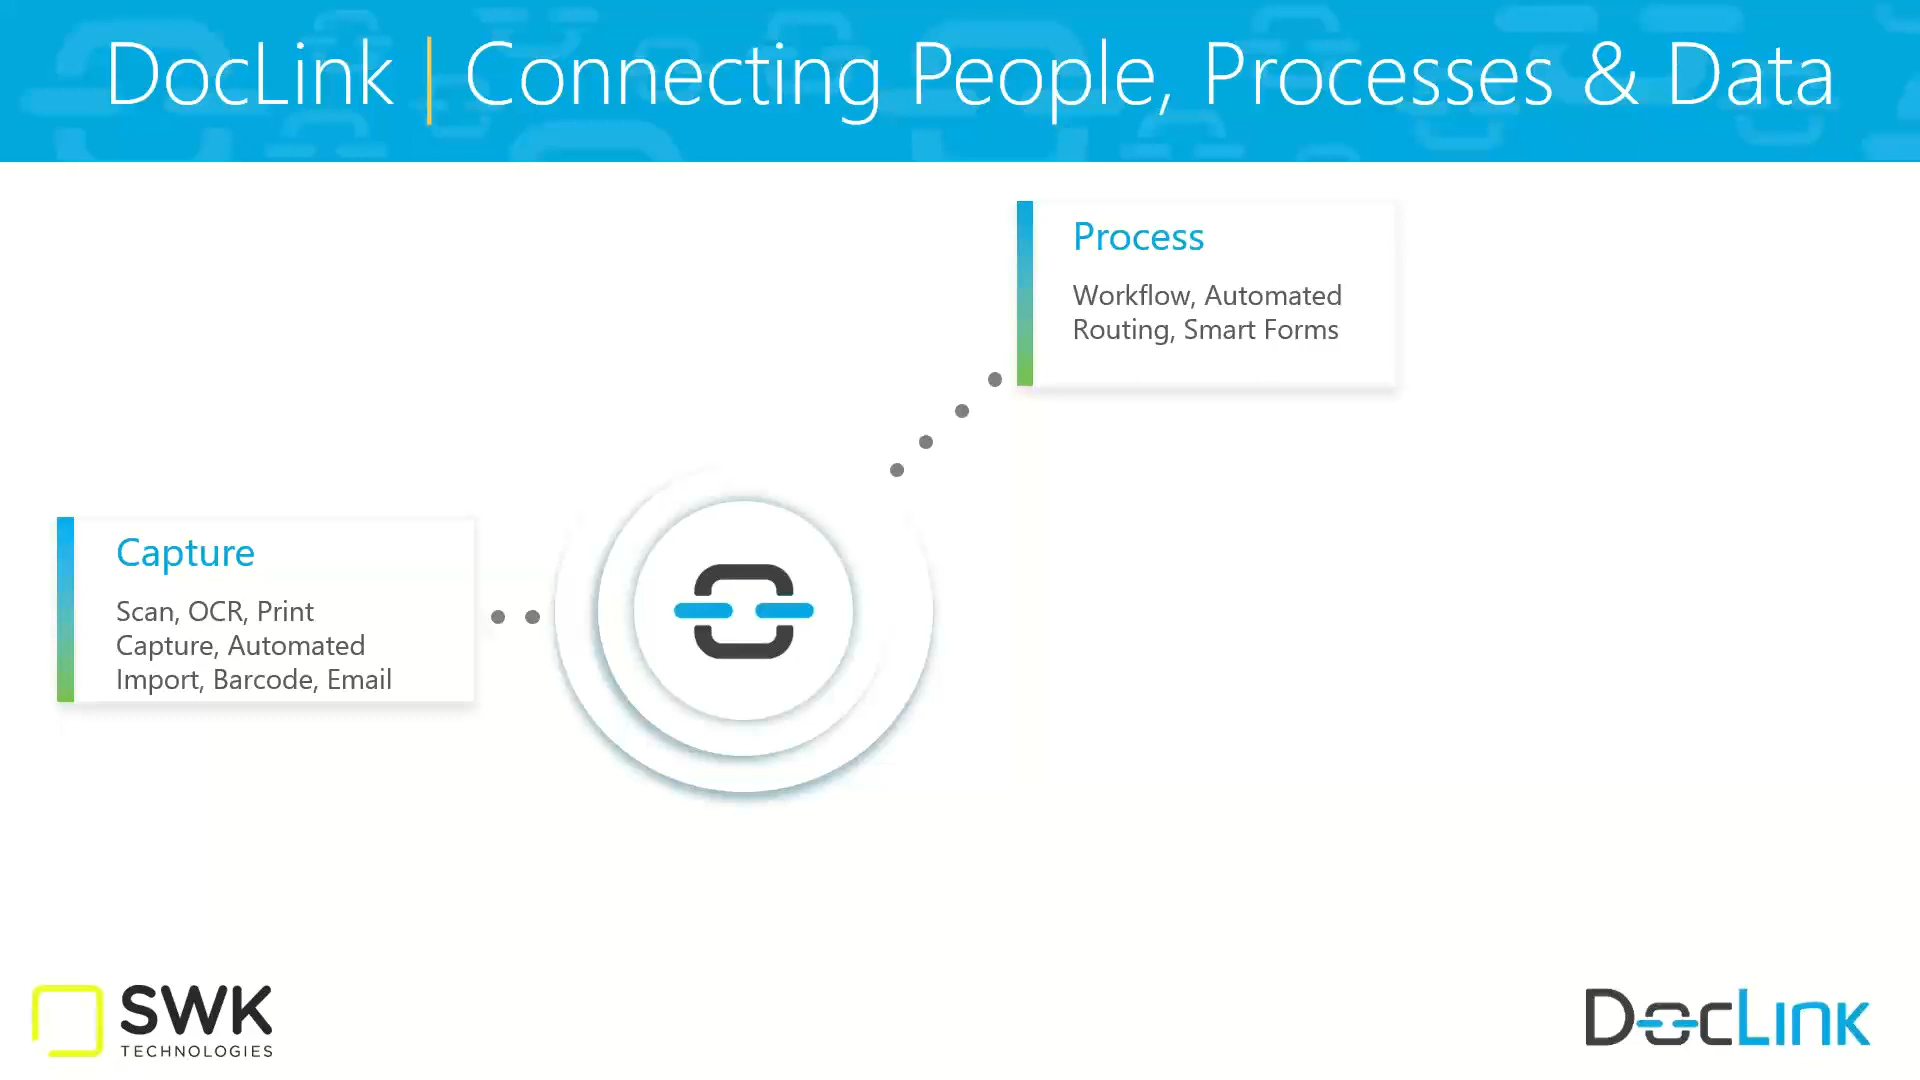 DocLink | Connecting People, Processes & Data
Process
Workflow, Automated
Routing, Smart Forms
Capture
Scan, OCR, Print
Capture, Automated
Import, Barcode, Email
SWK
TECHNOLOGIES
DocLink